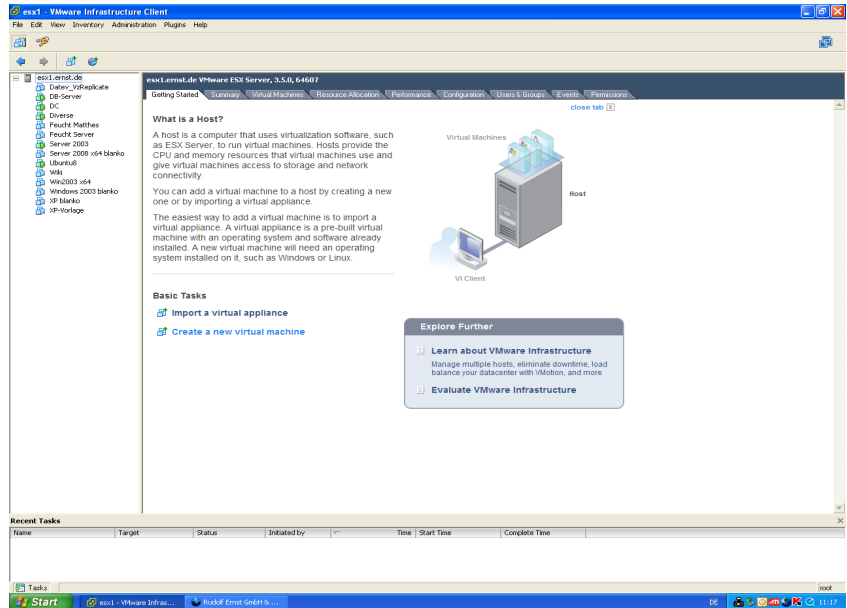 esx1 - VMware Infrastructure Client
File Edit View Inventory Administration Plugins Help
esx1.ernst.de
Datev_VzReplicate
DB-Server
DC
Diverse
Feucht Matthes
Feucht Server
Server 2003
Server 2008 x64 blanko
Ubuntu8
Wiki
Win2003 x64
Windows 2003 blanko
XP blanko
XP-Vorlage
esx1.ernst.de VMware ESX Server, 3.5.0, 64607
Getting Started Summary Virtual Machines Resource Allocation Performance Configuration Users & Groups Events Permissions
close tab X
What is a Host?
A host is a computer that uses virtualization software, such
as ESX Server, to run virtual machines. Hosts provide the
CPU and memory resources that virtual machines use and
give virtual machines access to storage and network
connectivity.
You can add a virtual machine to a host by creating a new
one or by importing a virtual appliance.
The easiest way to add a virtual machine is to import a
virtual appliance. A virtual appliance is a pre-built virtual
machine with an operating system and software already
installed. A new virtual machine will need an operating
system installed on it, such as Windows or Linux.
Basic Tasks
Import a virtual appliance
Create a new virtual machine
Virtual Machines
Host
VI Client
Explore Further
Learn about VMware Infrastructure
Manage multiple hosts, eliminate downtime, load
balance your datacenter with VMotion, and more
Evaluate VMware Infrastructure
Recent Tasks
Name Target Status Initiated by Time Start Time Complete Time
Tasks root
Start esx1 - VMware Infras... Rudolf Ernst GmbH & ... DE 11:17